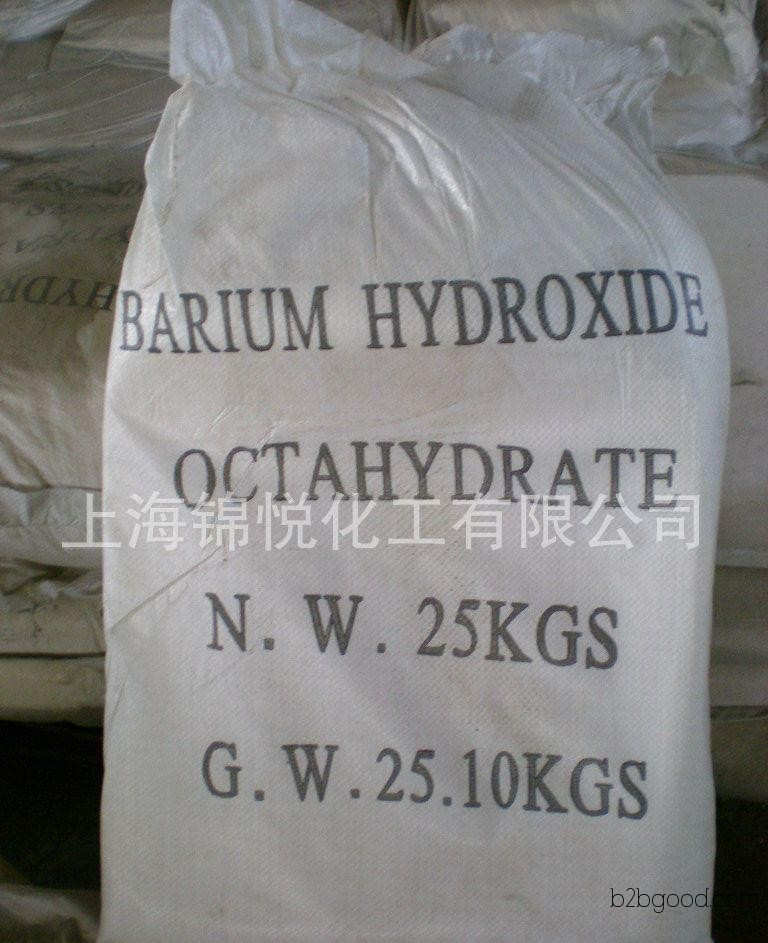 BARIUM HYDROXIDE
OCTAHYDRATE
上海锦悦化工有限公司
N. W. 25KGS
G. W. 25.10KGS
b2bgood.com